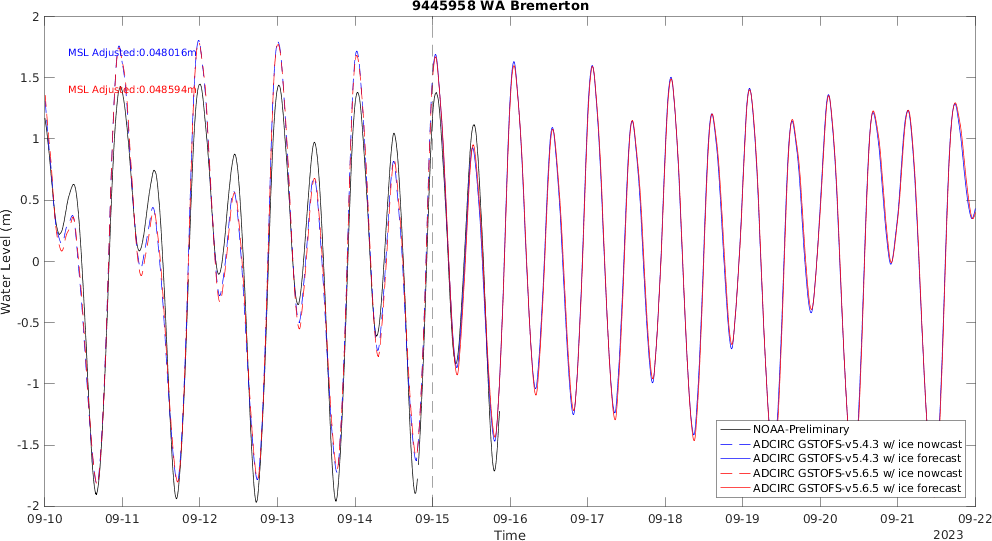 9445958 WA Bremerton
2
1.5
1
0.5
0
-0.5
-1
-1.5
-2
Water Level (m)
MSL Adjusted:0.048016m
MSL Adjusted:0.048594m
NOAA-Preliminary
ADCIRC GSTOFS-v5.4.3 w/ ice nowcast
ADCIRC GSTOFS-v5.4.3 w/ ice forecast
ADCIRC GSTOFS-v5.6.5 w/ ice nowcast
ADCIRC GSTOFS-v5.6.5 w/ ice forecast
09-10 09-11 09-12 09-13 09-14 09-15 09-16 09-17 09-18 09-19 09-20 09-21 09-22
Time
2023